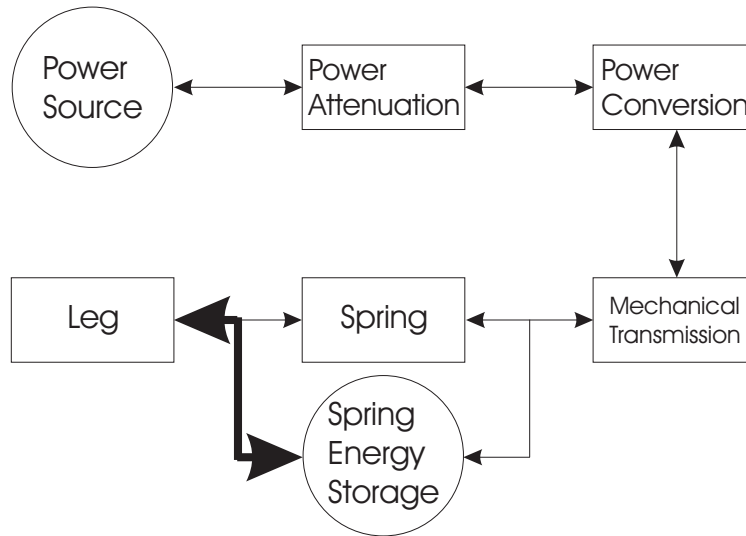 Power
Source
Power
Attenuation
Power
Conversion
Leg
Spring
Mechanical
Transmission
Spring
Energy
Storage